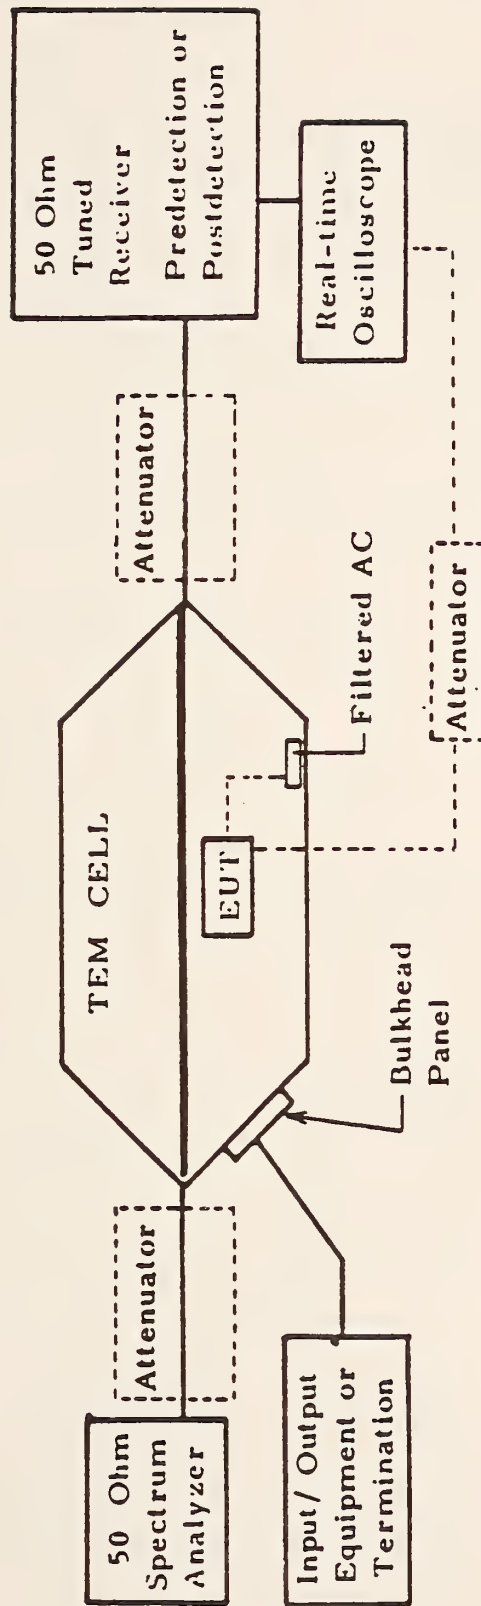 50 Ohm
Spectrum
Analyzer
Attenuator
TEM CELL
Attenuator
50 Ohm
Tuned
Receiver
Predetection or
Postdetection
Input/Output
Equipment or
Termination
Bulkhead
Panel
EUT
Filtered AC
Attenuator
Real-time
Oscilloscope